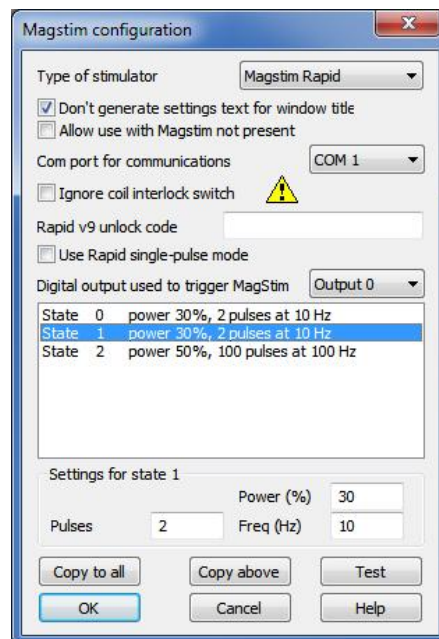 Magstim configuration
Type of stimulator Magstim Rapid
Don't generate settings text for window title
Allow use with Magstim not present
Com port for communications COM 1
Ignore coil interlock switch
Rapid v9 unlock code
Use Rapid single-pulse mode
Digital output used to trigger MagStim Output 0
State 0 power 30%, 2 pulses at 10 Hz
State 1 power 30%, 2 pulses at 10 Hz
State 2 power 50%, 100 pulses at 100 Hz
Settings for state 1
Power (%) 30
Pulses 2 Freq (Hz) 10
Copy to all Copy above Test
OK Cancel Help